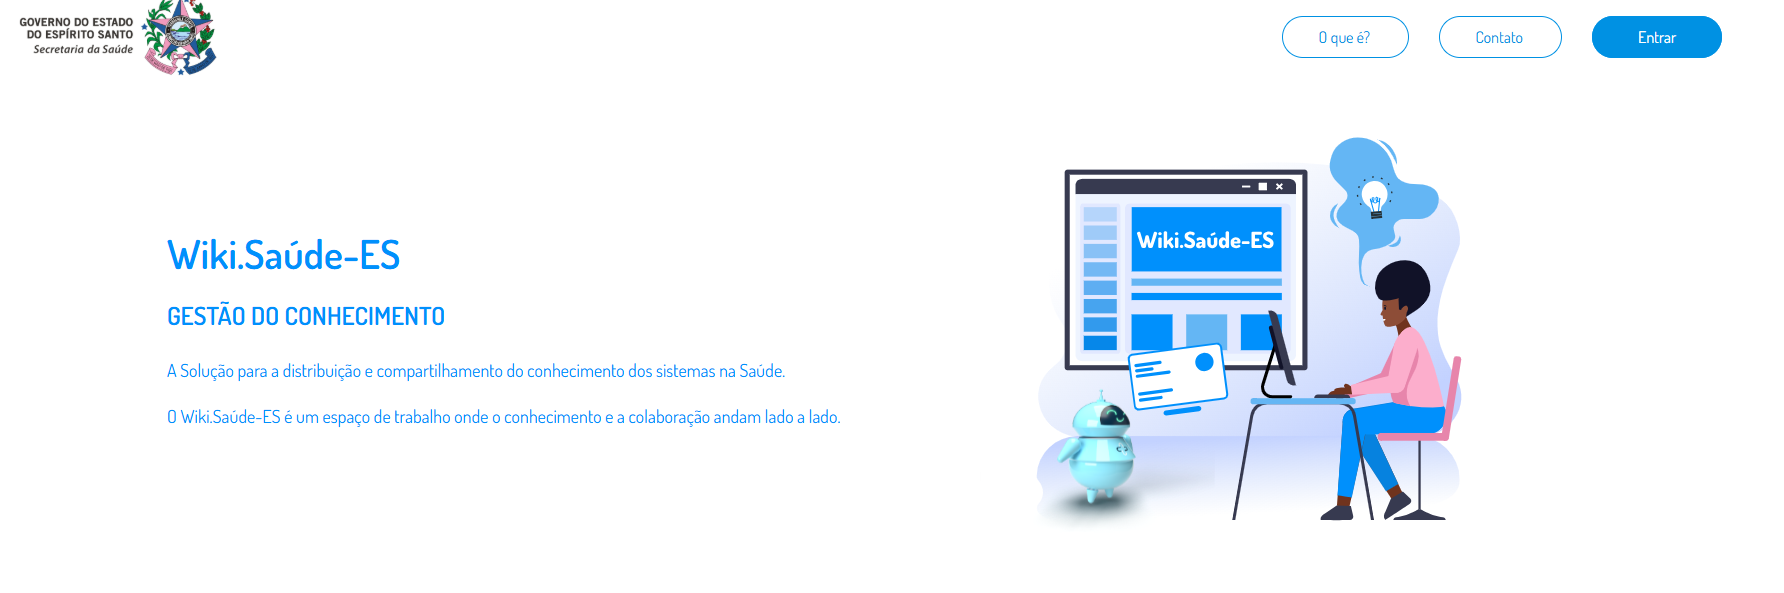 GOVERNO DO ESTADO
DO ESPÍRITO SANTO
Secretaria da Saúde
O que é?
Contato
Entrar
Wiki.Saúde-ES
GESTÃO DO CONHECIMENTO
A Solução para a distribuição e compartilhamento do conhecimento dos sistemas na Saúde.
O Wiki.Saúde-ES é um espaço de trabalho onde o conhecimento e a colaboração andam lado a lado.
Wiki.Saúde-ES